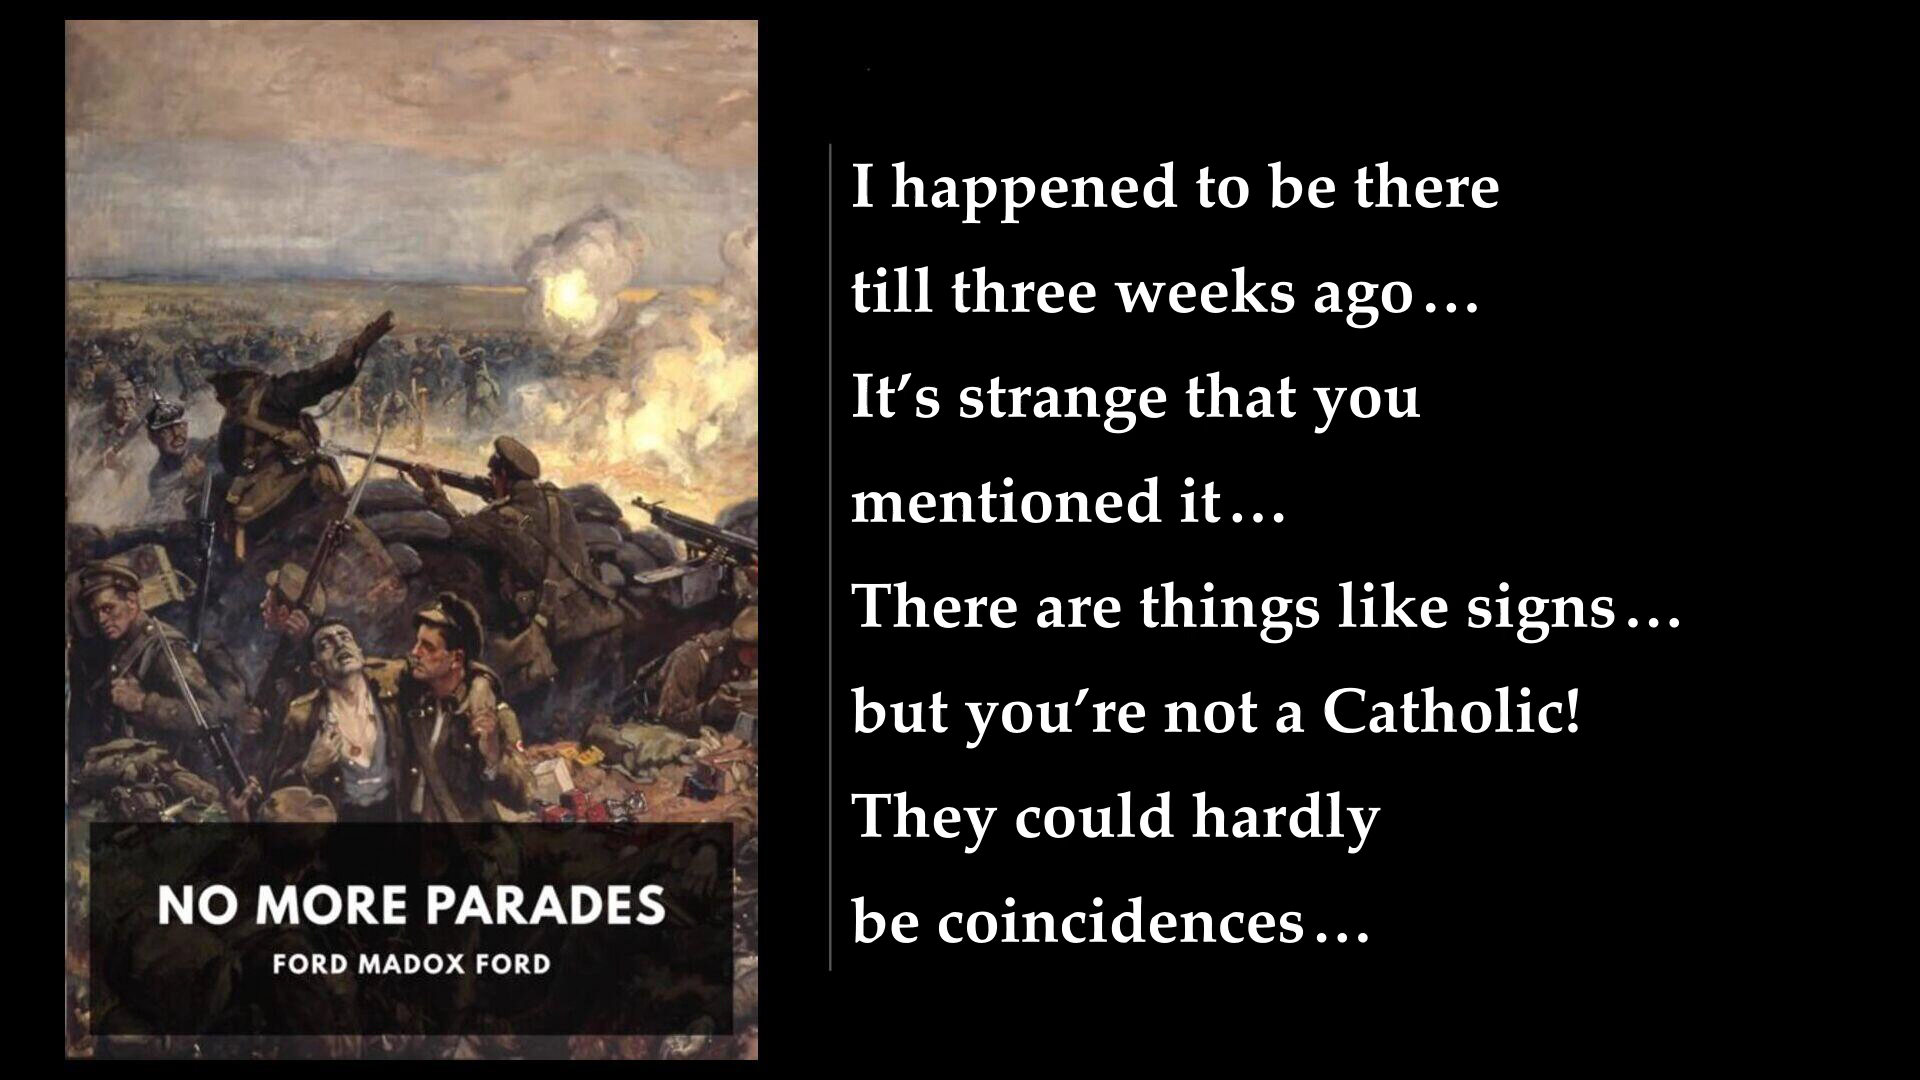 NO MORE PARADES
FORD MADOX FORD
I happened to be there
till three weeks ago…
It’s strange that you
mentioned it…
There are things like signs…
but you’re not a Catholic!
They could hardly
be coincidences…